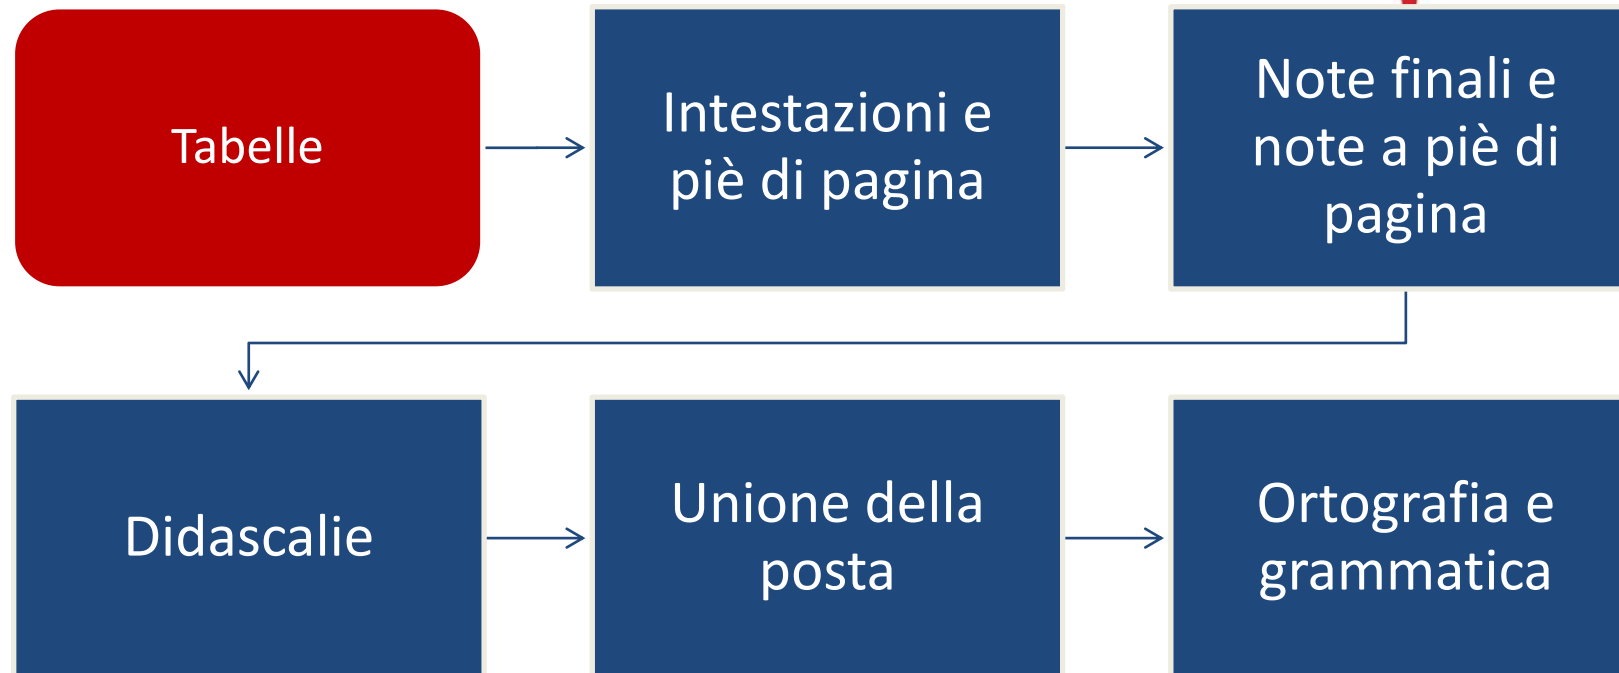 Tabelle
Intestazioni e
piè di pagina
Note finali e
note a piè di
pagina
Didascalie
Unione della
posta
Ortografia e
grammatica